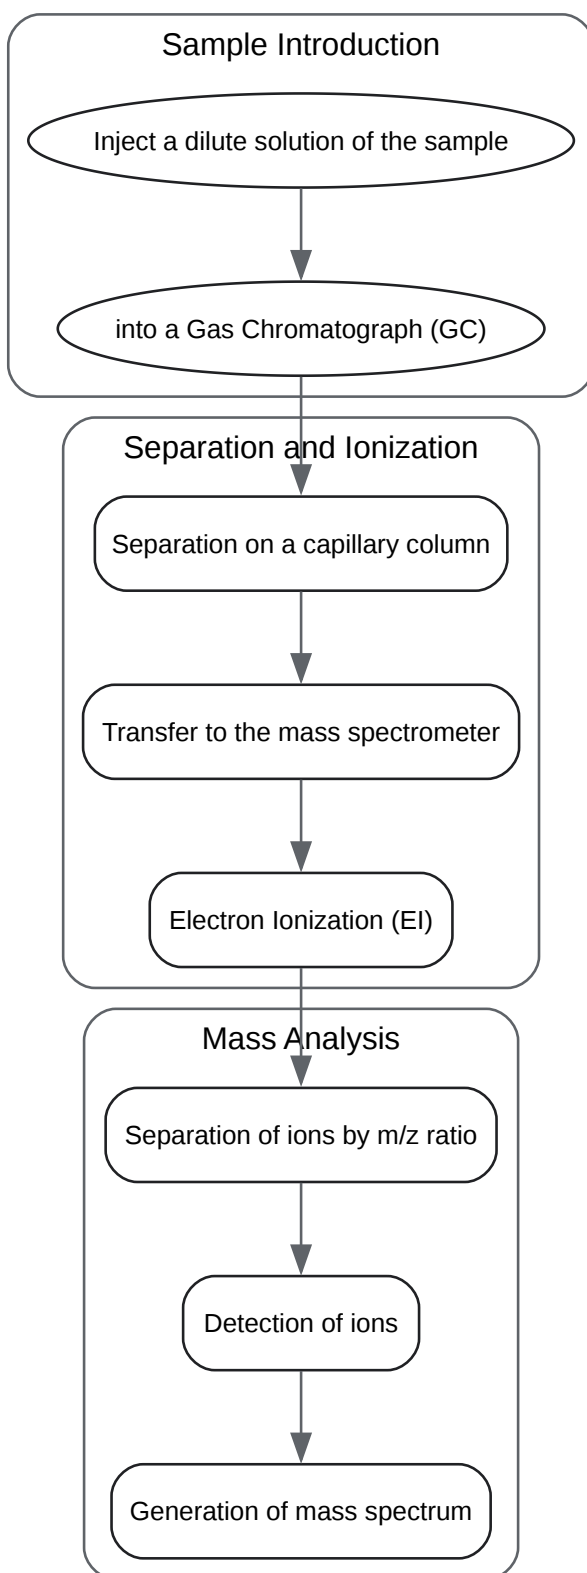 Sample Introduction
Inject a dilute solution of the sample
into a Gas Chromatograph (GC)
Separation and Ionization
Separation on a capillary column
Transfer to the mass spectrometer
Electron Ionization (EI)
Mass Analysis
Separation of ions by m/z ratio
Detection of ions
Generation of mass spectrum